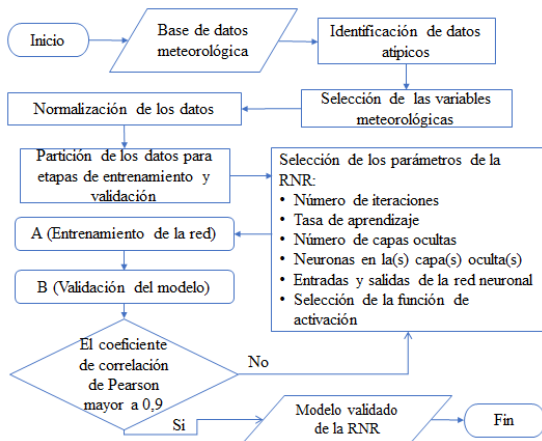 Inicio
Base de datos
meteorológica
Identificación de datos
atipicos
Selección de las variables
meteorológicas
Normalización de los datos
Partición de los datos para
etapas de entrenamiento y
validación
Selección de los parámetros de la
RNR:
• Número de iteraciones
• Tasa de aprendizaje
• Número de capas ocultas
• Neuronas en la(s) capa(s) oculta(s)
• Entradas y salidas de la red neuronal
• Selección de la función de
activación
A (Entrenamiento de la red)
B (Validación del modelo)
El coeficiente
de correlación
de Pearson
mayor a 0,9
No
Si
Modelo validado
de la RNR
Fin